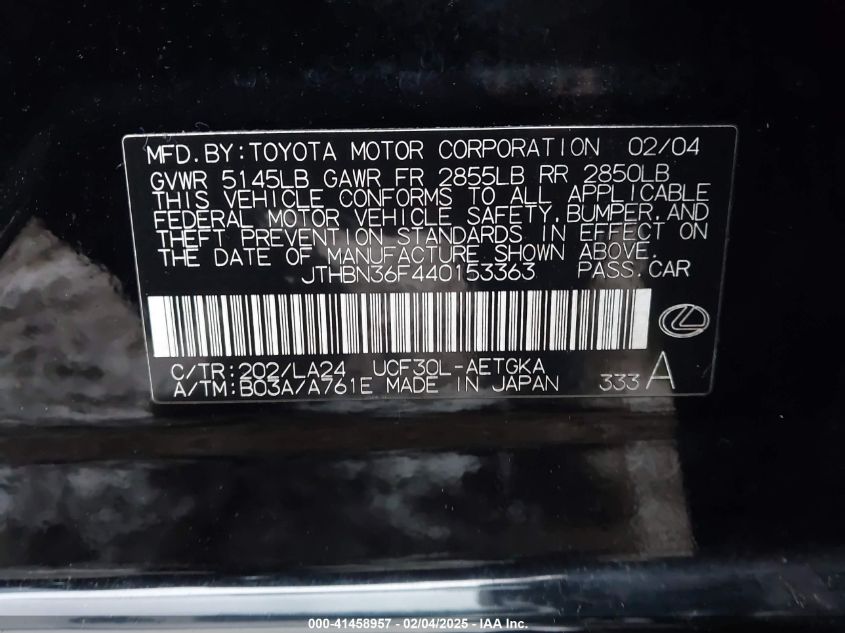 MFD. BY: TOYOTA MOTOR CORPORATION 02/04
GVWR 5145LB GAWR FR 2855LB RR 2850LB
THIS VEHICLE CONFORMS TO ALL APPLICABLE
FEDERAL MOTOR VEHICLE SAFETY, BUMPER, AND
THEFT PREVENTION STANDARDS IN EFFECT ON
THE DATE OF MANUFACTURE SHOWN ABOVE.
JTHBN36F440153363 PASS. CAR
C/TR: 202/LA24 UCF30L-AETGKA
A/TM: B03A/A761E MADE IN JAPAN 333 A
000-41458957 - 02/04/2025 - IAA Inc.